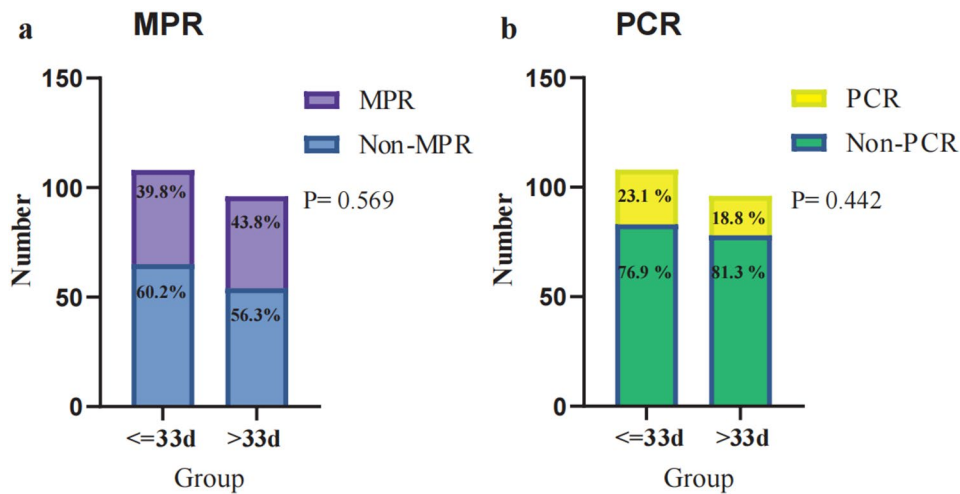 a
MPR
Number
150
100
50
0
39.8%
60.2%
43.8%
56.3%
<=33d
>33d
Group
MPR
Non-MPR
P= 0.569
b
PCR
Number
150
100
50
0
23.1 %
76.9 %
18.8 %
81.3 %
<=33d
>33d
Group
PCR
Non-PCR
P= 0.442